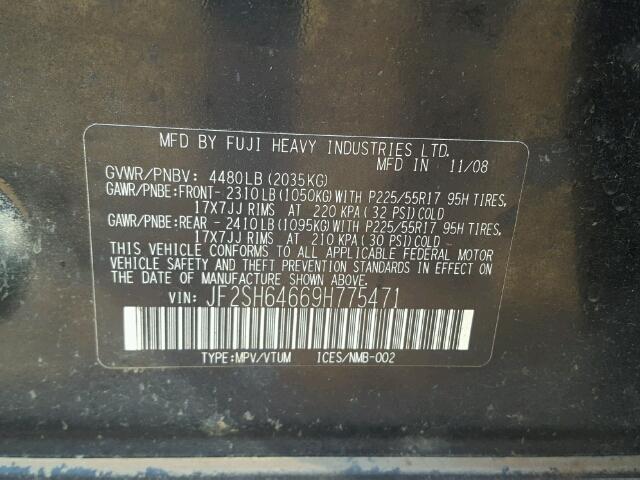 MFD BY FUJI HEAVY INDUSTRIES LTD.
MFD IN 11/08
GVWR/PNBV: 4480LB(2035KG)
GAWR/PNBE:FRONT-2310LB(1050KG)WITH P225/55R17 95H TIRES,
17X7JJ RIMS AT 220 KPA(32 PSI)COLD
GAWR/PNBE:REAR -2410LB(1095KG)WITH P225/55R17 95H TIRES,
17X7JJ RIMS AT 210 KPA(30 PSI)COLD
THIS VEHICLE CONFORMS TO ALL APPLICABLE FEDERAL MOTOR
VEHICLE SAFETY AND THEFT PREVENTION STANDARDS IN EFFECT ON
THE DATE OF MANUFACTURE SHOWN ABOVE.
VIN: JF2SH64669H775471
TYPE:MPV/VTUM ICES/NMB-002